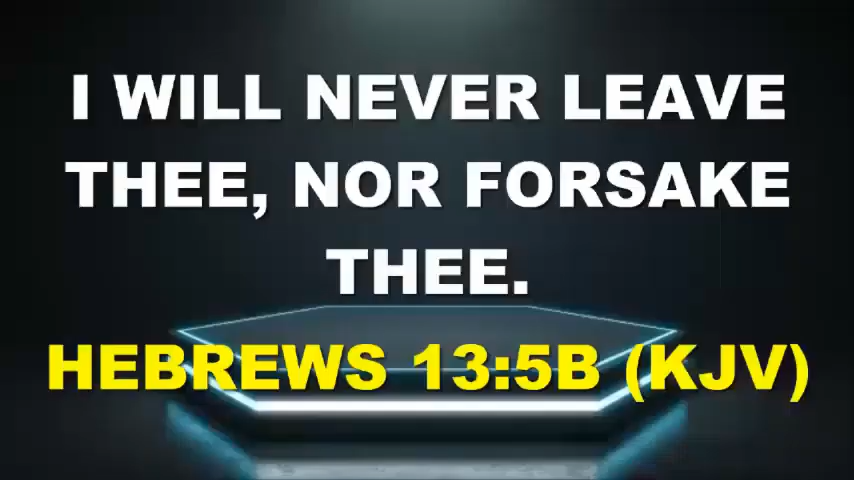 I WILL NEVER LEAVE
THEE, NOR FORSAKE
THEE.
HEBREWS 13:5B (KJV)